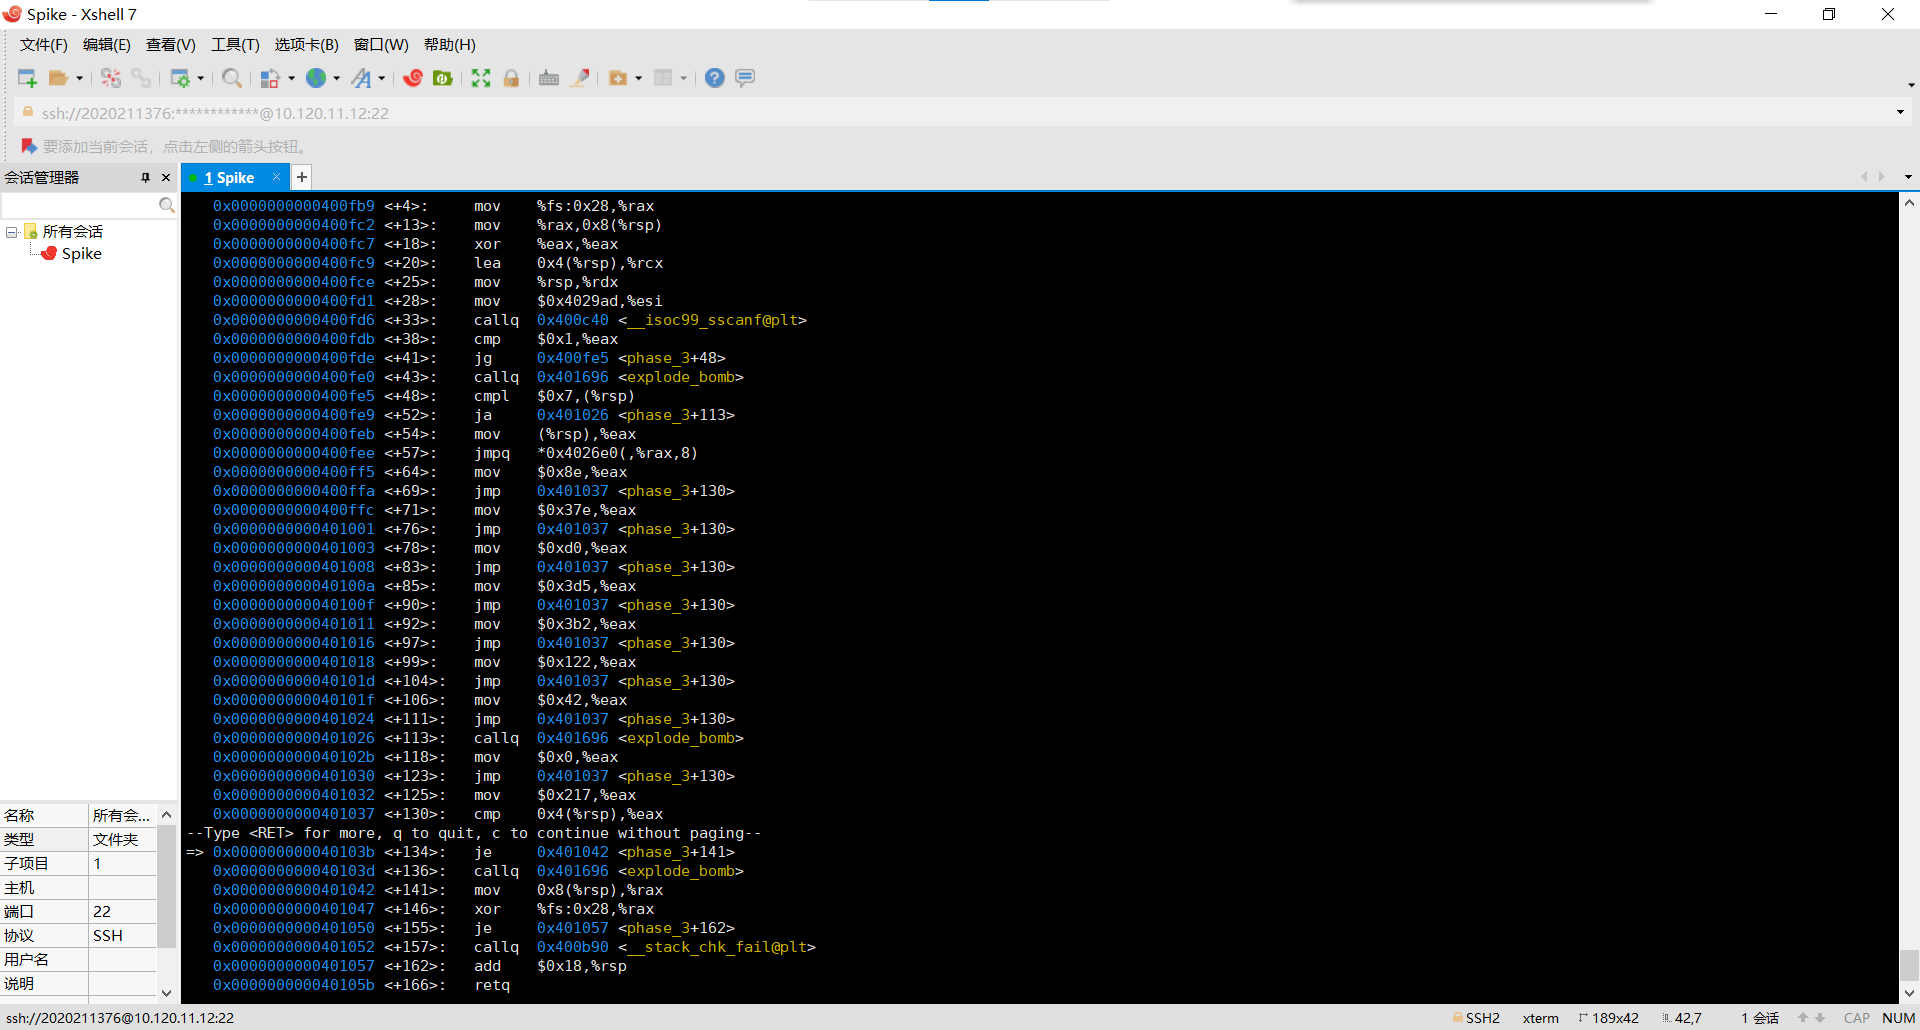 Spike - Xshell 7
文件(F) 编辑(E) 查看(V) 工具(T) 选项卡(B) 窗口(W) 帮助(H)
ssh://2020211376:************@10.120.11.12:22
要添加当前会话，点击左侧的箭头按钮。
会话管理器
1 Spike
所有会话
Spike
0x0000000000400fb9 <+4>: mov %fs:0x28,%rax
0x0000000000400fc2 <+13>: mov %rax,0x8(%rsp)
0x0000000000400fc7 <+18>: xor %eax,%eax
0x0000000000400fc9 <+20>: lea 0x4(%rsp),%rcx
0x0000000000400fce <+25>: mov %rsp,%rdx
0x0000000000400fd1 <+28>: mov $0x4029ad,%esi
0x0000000000400fd6 <+33>: callq 0x400c40 <__isoc99_sscanf@plt>
0x0000000000400fdb <+38>: cmp $0x1,%eax
0x0000000000400fde <+41>: jg 0x400fe5 <phase_3+48>
0x0000000000400fe0 <+43>: callq 0x401696 <explode_bomb>
0x0000000000400fe5 <+48>: cmpl $0x7,(%rsp)
0x0000000000400fe9 <+52>: ja 0x401026 <phase_3+113>
0x0000000000400feb <+54>: mov (%rsp),%eax
0x0000000000400fee <+57>: jmpq *0x4026e0(,%rax,8)
0x0000000000400ff5 <+64>: mov $0x8e,%eax
0x0000000000400ffa <+69>: jmp 0x401037 <phase_3+130>
0x0000000000400ffc <+71>: mov $0x37e,%eax
0x0000000000401001 <+76>: jmp 0x401037 <phase_3+130>
0x0000000000401003 <+78>: mov $0xd0,%eax
0x0000000000401008 <+83>: jmp 0x401037 <phase_3+130>
0x000000000040100a <+85>: mov $0x3d5,%eax
0x000000000040100f <+90>: jmp 0x401037 <phase_3+130>
0x0000000000401011 <+92>: mov $0x3b2,%eax
0x0000000000401016 <+97>: jmp 0x401037 <phase_3+130>
0x0000000000401018 <+99>: mov $0x122,%eax
0x000000000040101d <+104>: jmp 0x401037 <phase_3+130>
0x000000000040101f <+106>: mov $0x42,%eax
0x0000000000401024 <+111>: jmp 0x401037 <phase_3+130>
0x0000000000401026 <+113>: callq 0x401696 <explode_bomb>
0x000000000040102b <+118>: mov $0x0,%eax
0x0000000000401030 <+123>: jmp 0x401037 <phase_3+130>
0x0000000000401032 <+125>: mov $0x217,%eax
0x0000000000401037 <+130>: cmp 0x4(%rsp),%eax
--Type <RET> for more, q to quit, c to continue without paging--
=> 0x000000000040103b <+134>: je 0x401042 <phase_3+141>
0x000000000040103d <+136>: callq 0x401696 <explode_bomb>
0x0000000000401042 <+141>: mov 0x8(%rsp),%rax
0x0000000000401047 <+146>: xor %fs:0x28,%rax
0x0000000000401050 <+155>: je 0x401057 <phase_3+162>
0x0000000000401052 <+157>: callq 0x400b90 <__stack_chk_fail@plt>
0x0000000000401057 <+162>: add $0x18,%rsp
0x000000000040105b <+166>: retq
名称 所有会...
类型 文件夹
子项目 1
主机
端口 22
协议 SSH
用户名
说明
ssh://2020211376@10.120.11.12:22 SSH2 xterm 189x42 42,7 1 会话 CAP NUM